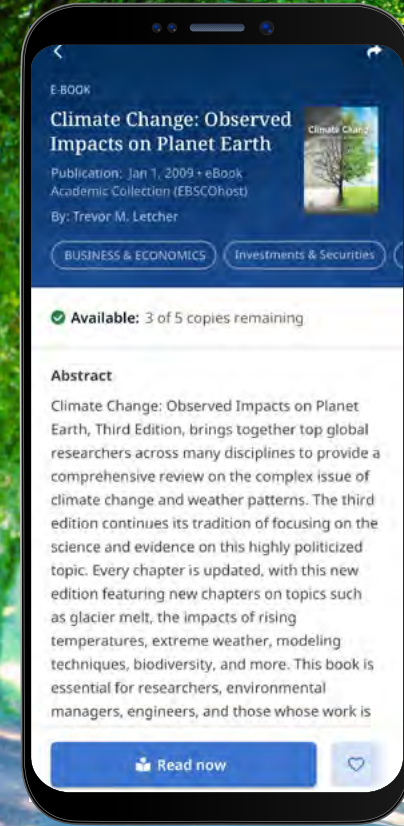 E-BOOK
Climate Change: Observed
Impacts on Planet Earth
Publication: Jan 1, 2009 • eBook
Academic Collection (EBSCOhost)
By: Trevor M. Letcher
Climate Chang
BUSINESS & ECONOMICS
Investments & Securities
Available: 3 of 5 copies remaining
Abstract
Climate Change: Observed Impacts on Planet
Earth, Third Edition, brings together top global
researchers across many disciplines to provide a
comprehensive review on the complex issue of
climate change and weather patterns. The third
edition continues its tradition of focusing on the
science and evidence on this highly politicized
topic. Every chapter is updated, with this new
edition featuring new chapters on topics such
as glacier melt, the impacts of rising
temperatures, extreme weather, modeling
techniques, biodiversity, and more. This book is
essential for researchers, environmental
managers, engineers, and those whose work is
Read now